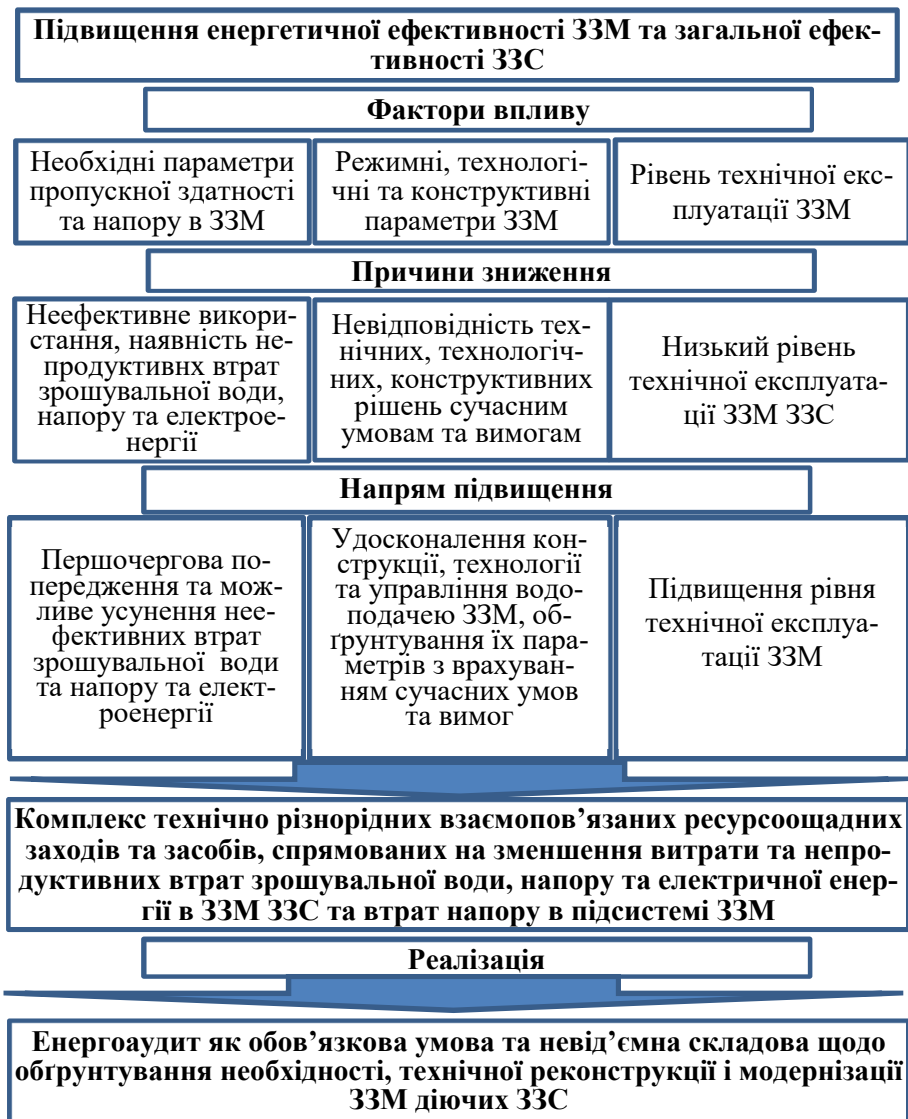 Підвищення енергетичної ефективності ЗЗМ та загальної ефек-
тивності ЗЗС
Фактори впливу
Необхідні параметри
пропускної здатності
та напору в ЗЗМ
Режимні, технологі-
чні та конструктивні
параметри ЗЗМ
Рівень технічної екс-
плуатації ЗЗМ
Причини зниження
Неефективне викори-
стання, наявність не-
продуктивнх втрат
зрошувальної води,
напору та електрое-
нергії
Невідповідність тех-
нічних, технологіч-
них, конструктивних
рішень сучасним
умовам та вимогам
Низький рівень
технічної експлуата-
ції ЗЗМ ЗЗС
Напрям підвищення
Першочергова по-
передження та мож-
ливе усунення нее-
фективних втрат
зрошувальної води
та напору та елект-
роенергії
Удосконалення кон-
струкції, технології
та управління водо-
подачею ЗЗМ, об-
ґрунтування їх пара-
метрів з врахуван-
ням сучасних умов
та вимог
Підвищення рівня
технічної експлуа-
тації ЗЗМ
Комплекс технічно різнорідних взаємопов’язаних ресурсоощадних
заходів та засобів, спрямованих на зменшення витрати та непро-
дуктивних втрат зрошувальної води, напору та електричної енер-
гії в ЗЗМ ЗЗС та втрат напору в підсистемі ЗЗМ
Реалізація
Енергоаудит як обов’язкова умова та невід’ємна складова щодо
обґрунтування необхідності, технічної реконструкції і модернізації
ЗЗМ діючих ЗЗС